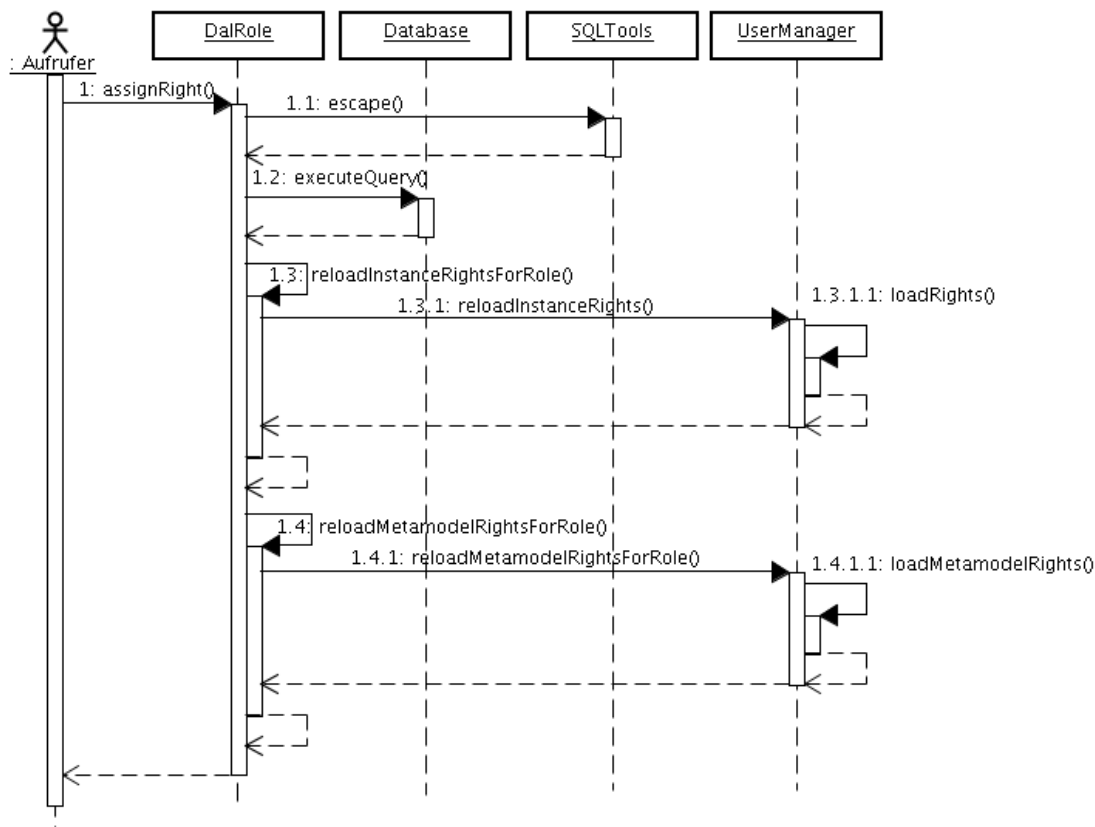 DalRole
Database
SQLTools
UserManager
: Aufrufer
1: assignRight()
1.1: escape()
1.2: executeQuery()
1.3: reloadInstanceRightsForRole()
1.3.1: reloadInstanceRights()
1.3.1.1: loadRights()
1.4: reloadMetamodelRightsForRole()
1.4.1: reloadMetamodelRightsForRole()
1.4.1.1: loadMetamodelRights()